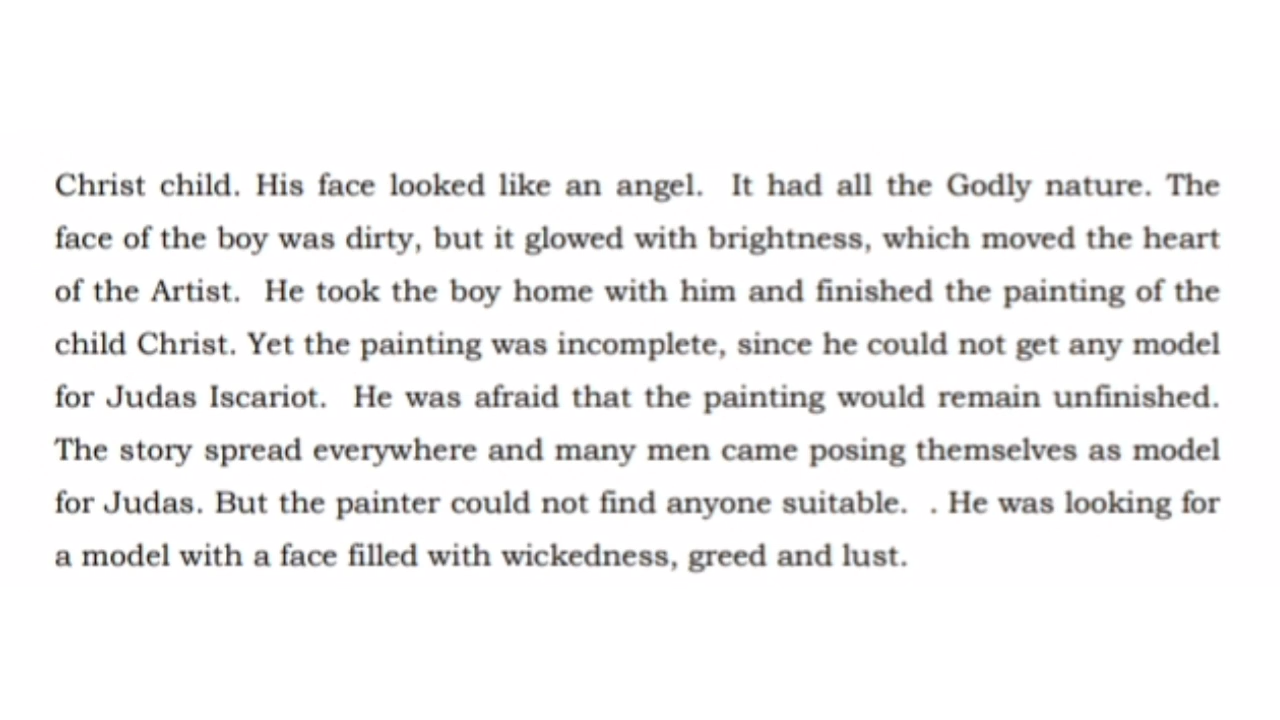 Christ child. His face looked like an angel.  It had all the Godly nature. The
face of the boy was dirty, but it glowed with brightness, which moved the heart
of the Artist.  He took the boy home with him and finished the painting of the
child Christ. Yet the painting was incomplete, since he could not get any model
for Judas Iscariot.  He was afraid that the painting would remain unfinished.
The story spread everywhere and many men came posing themselves as model
for Judas. But the painter could not find anyone suitable.  . He was looking for
a model with a face filled with wickedness, greed and lust.